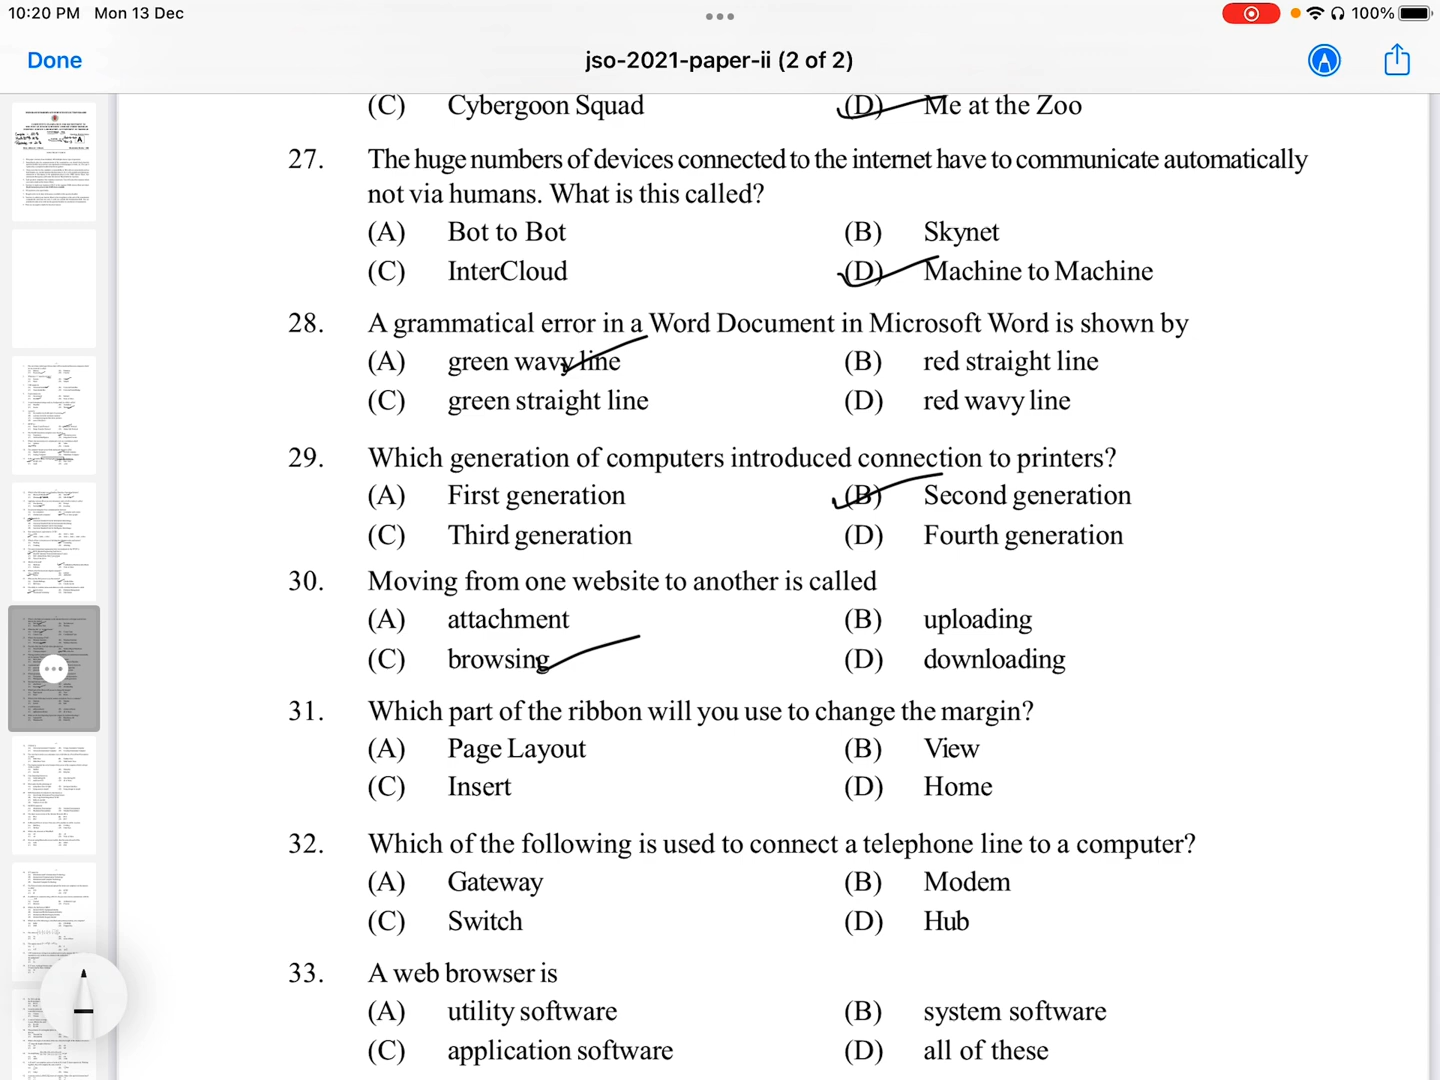 10:20 PM Mon 13 Dec
100%
Done
jso-2021-paper-ii (2 of 2)
(C) Cybergoon Squad (D) Me at the Zoo
27. The huge numbers of devices connected to the internet have to communicate automatically
not via humans. What is this called?
(A) Bot to Bot (B) Skynet
(C) InterCloud (D) Machine to Machine
28. A grammatical error in a Word Document in Microsoft Word is shown by
(A) green wavy line (B) red straight line
(C) green straight line (D) red wavy line
29. Which generation of computers introduced connection to printers?
(A) First generation (B) Second generation
(C) Third generation (D) Fourth generation
30. Moving from one website to another is called
(A) attachment (B) uploading
(C) browsing (D) downloading
31. Which part of the ribbon will you use to change the margin?
(A) Page Layout (B) View
(C) Insert (D) Home
32. Which of the following is used to connect a telephone line to a computer?
(A) Gateway (B) Modem
(C) Switch (D) Hub
33. A web browser is
(A) utility software (B) system software
(C) application software (D) all of these